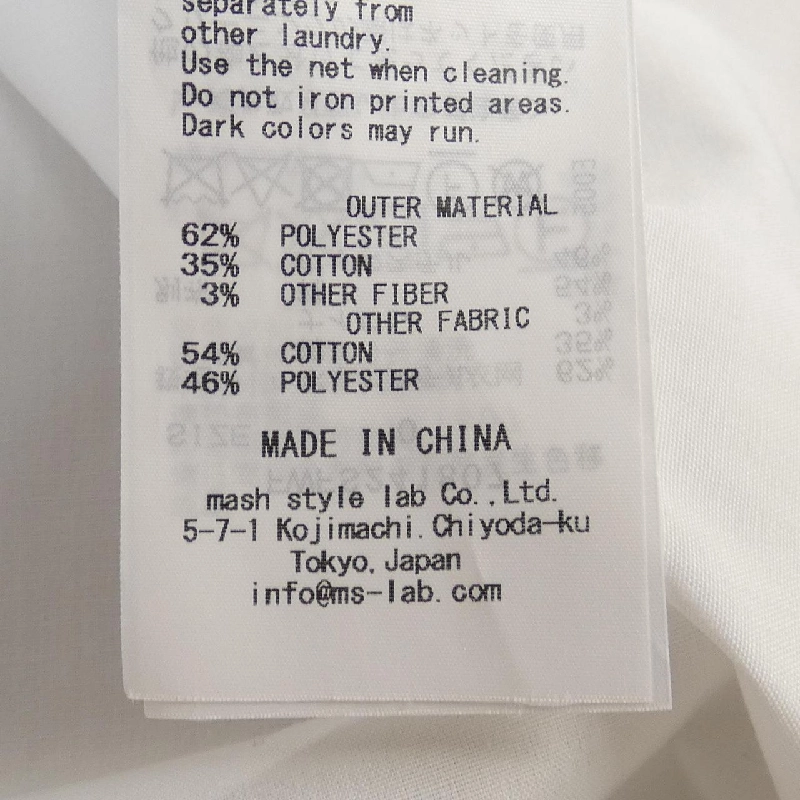 separately from
other laundry.
Use the net when cleaning.
Do not iron printed areas.
Dark colors may run.
OUTER MATERIAL
62% POLYESTER
35% COTTON
3% OTHER FIBER
OTHER FABRIC
54% COTTON
46% POLYESTER
MADE IN CHINA
mash style lab Co.,Ltd.
5-7-1 Kojimachi.Chiyoda-ku
Tokyo,Japan
info@ms-lab.com